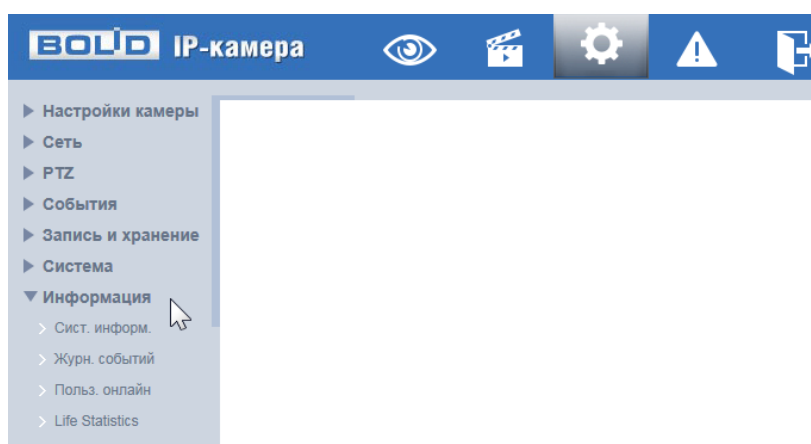 BOLID IP-камера
Настройки камеры
Сеть
PTZ
События
Запись и хранение
Система
Информация
Сист. информ.
Журн. событий
Польз. онлайн
Life Statistics